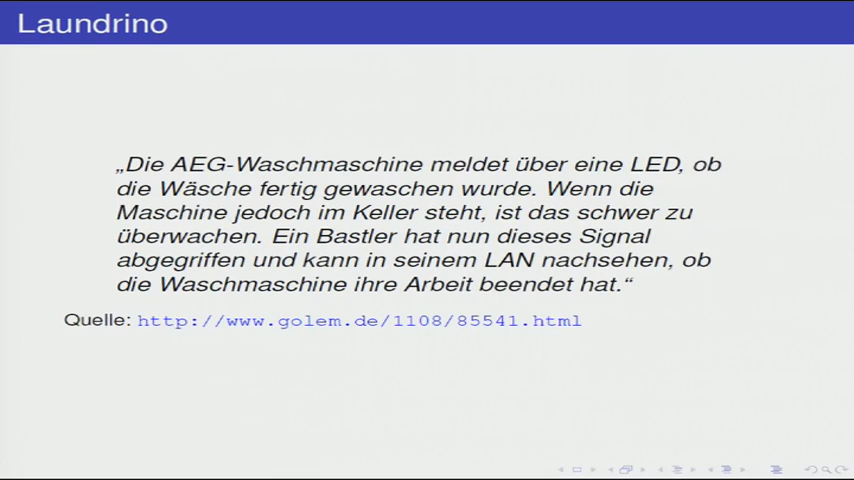 Laundrino
„Die AEG-Waschmaschine meldet über eine LED, ob
die Wäsche fertig gewaschen wurde. Wenn die
Maschine jedoch im Keller steht, ist das schwer zu
überwachen. Ein Bastler hat nun dieses Signal
abgegriffen und kann in seinem LAN nachsehen, ob
die Waschmaschine ihre Arbeit beendet hat.“
Quelle: http://www.golem.de/1108/85541.html